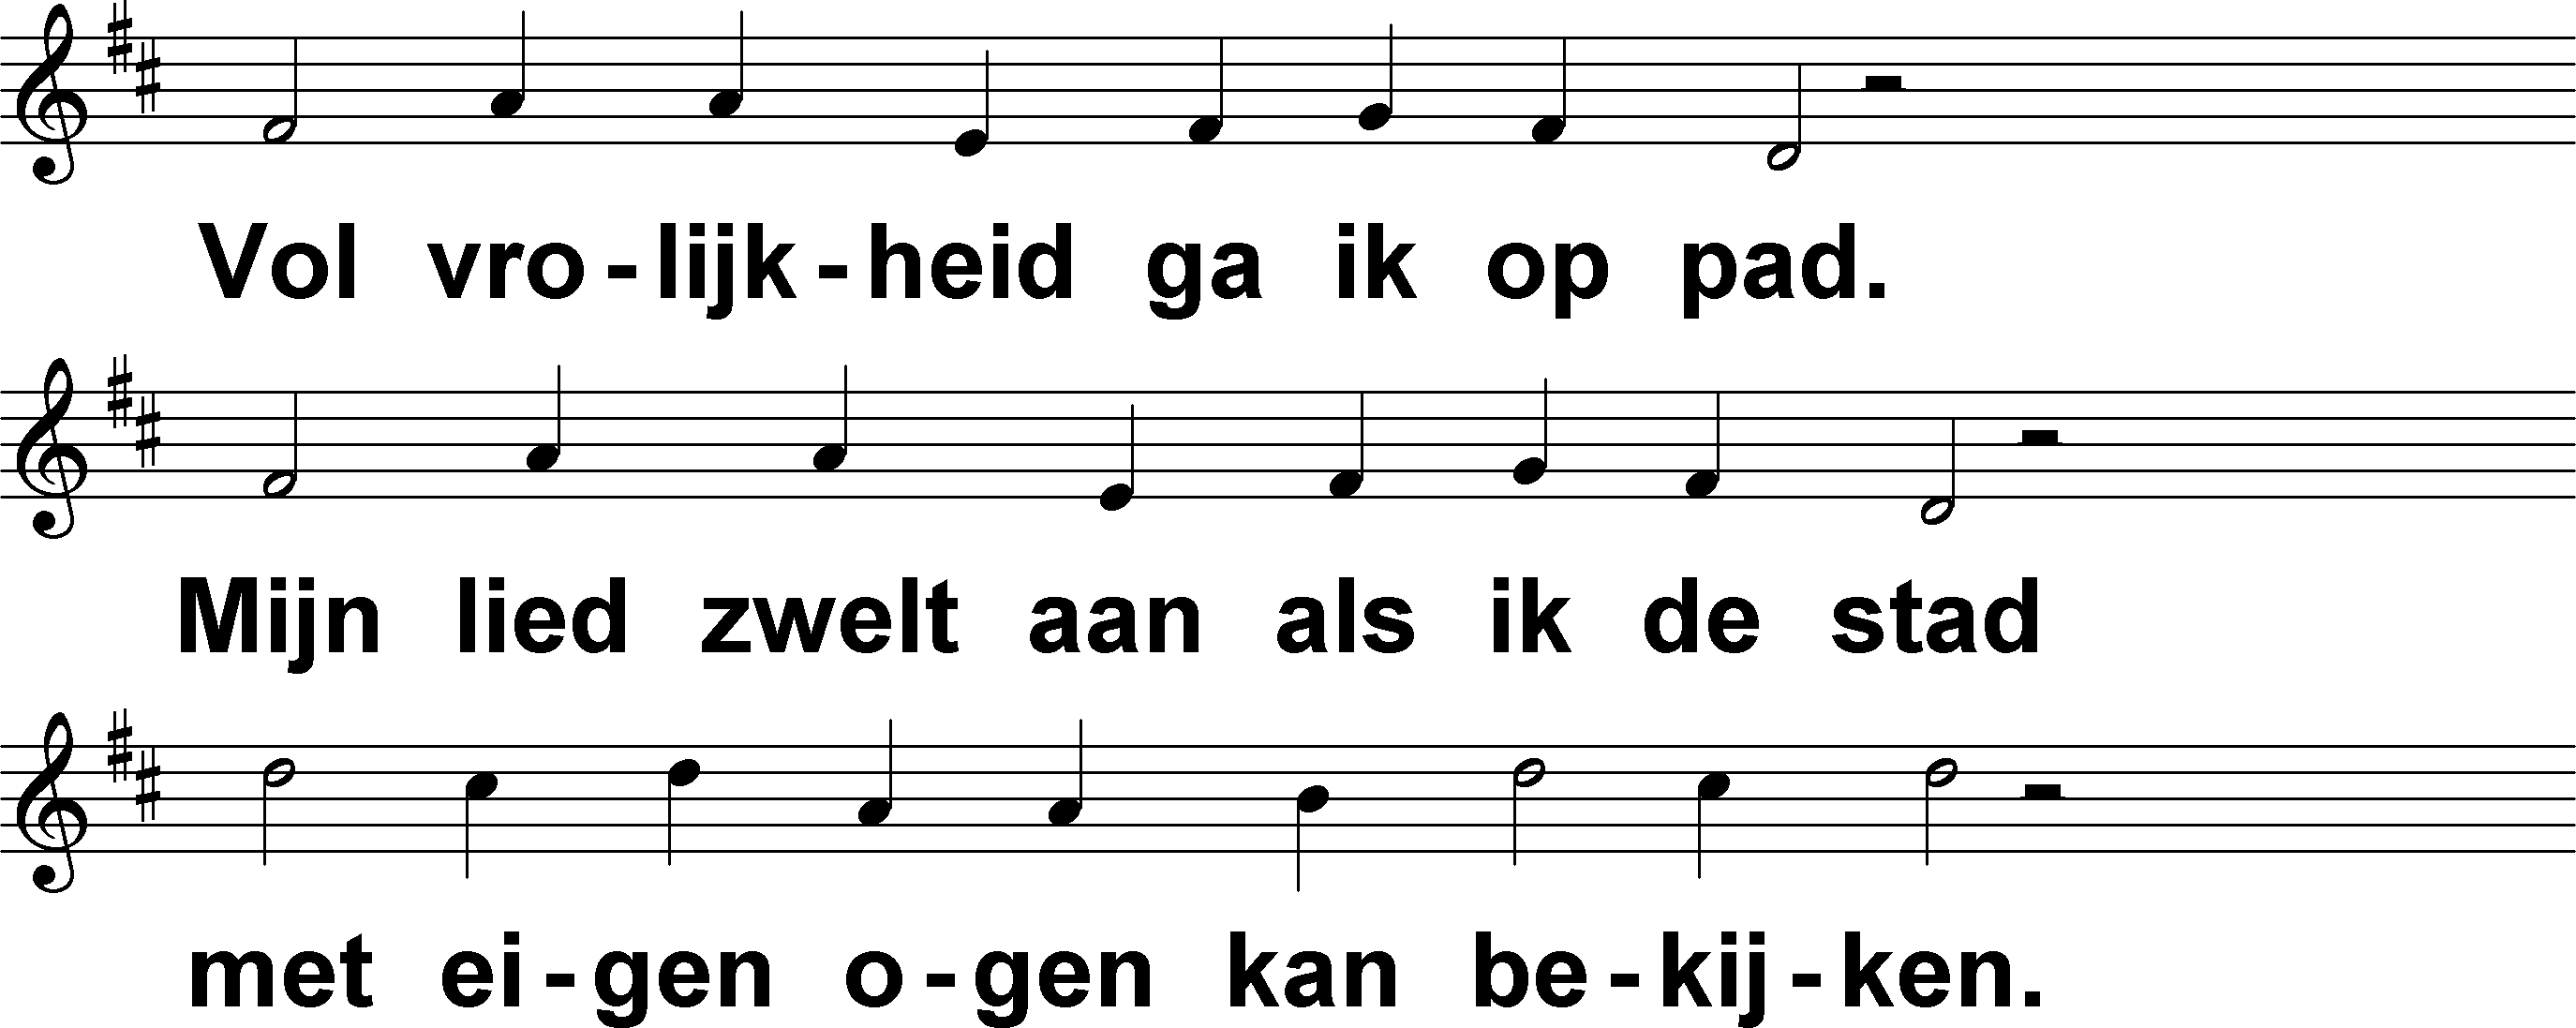 Vol vro-lijk-heid ga ik op pad.
Mijn lied zwelt aan als ik de stad
met ei-gen o-gen kan be-kij-ken.